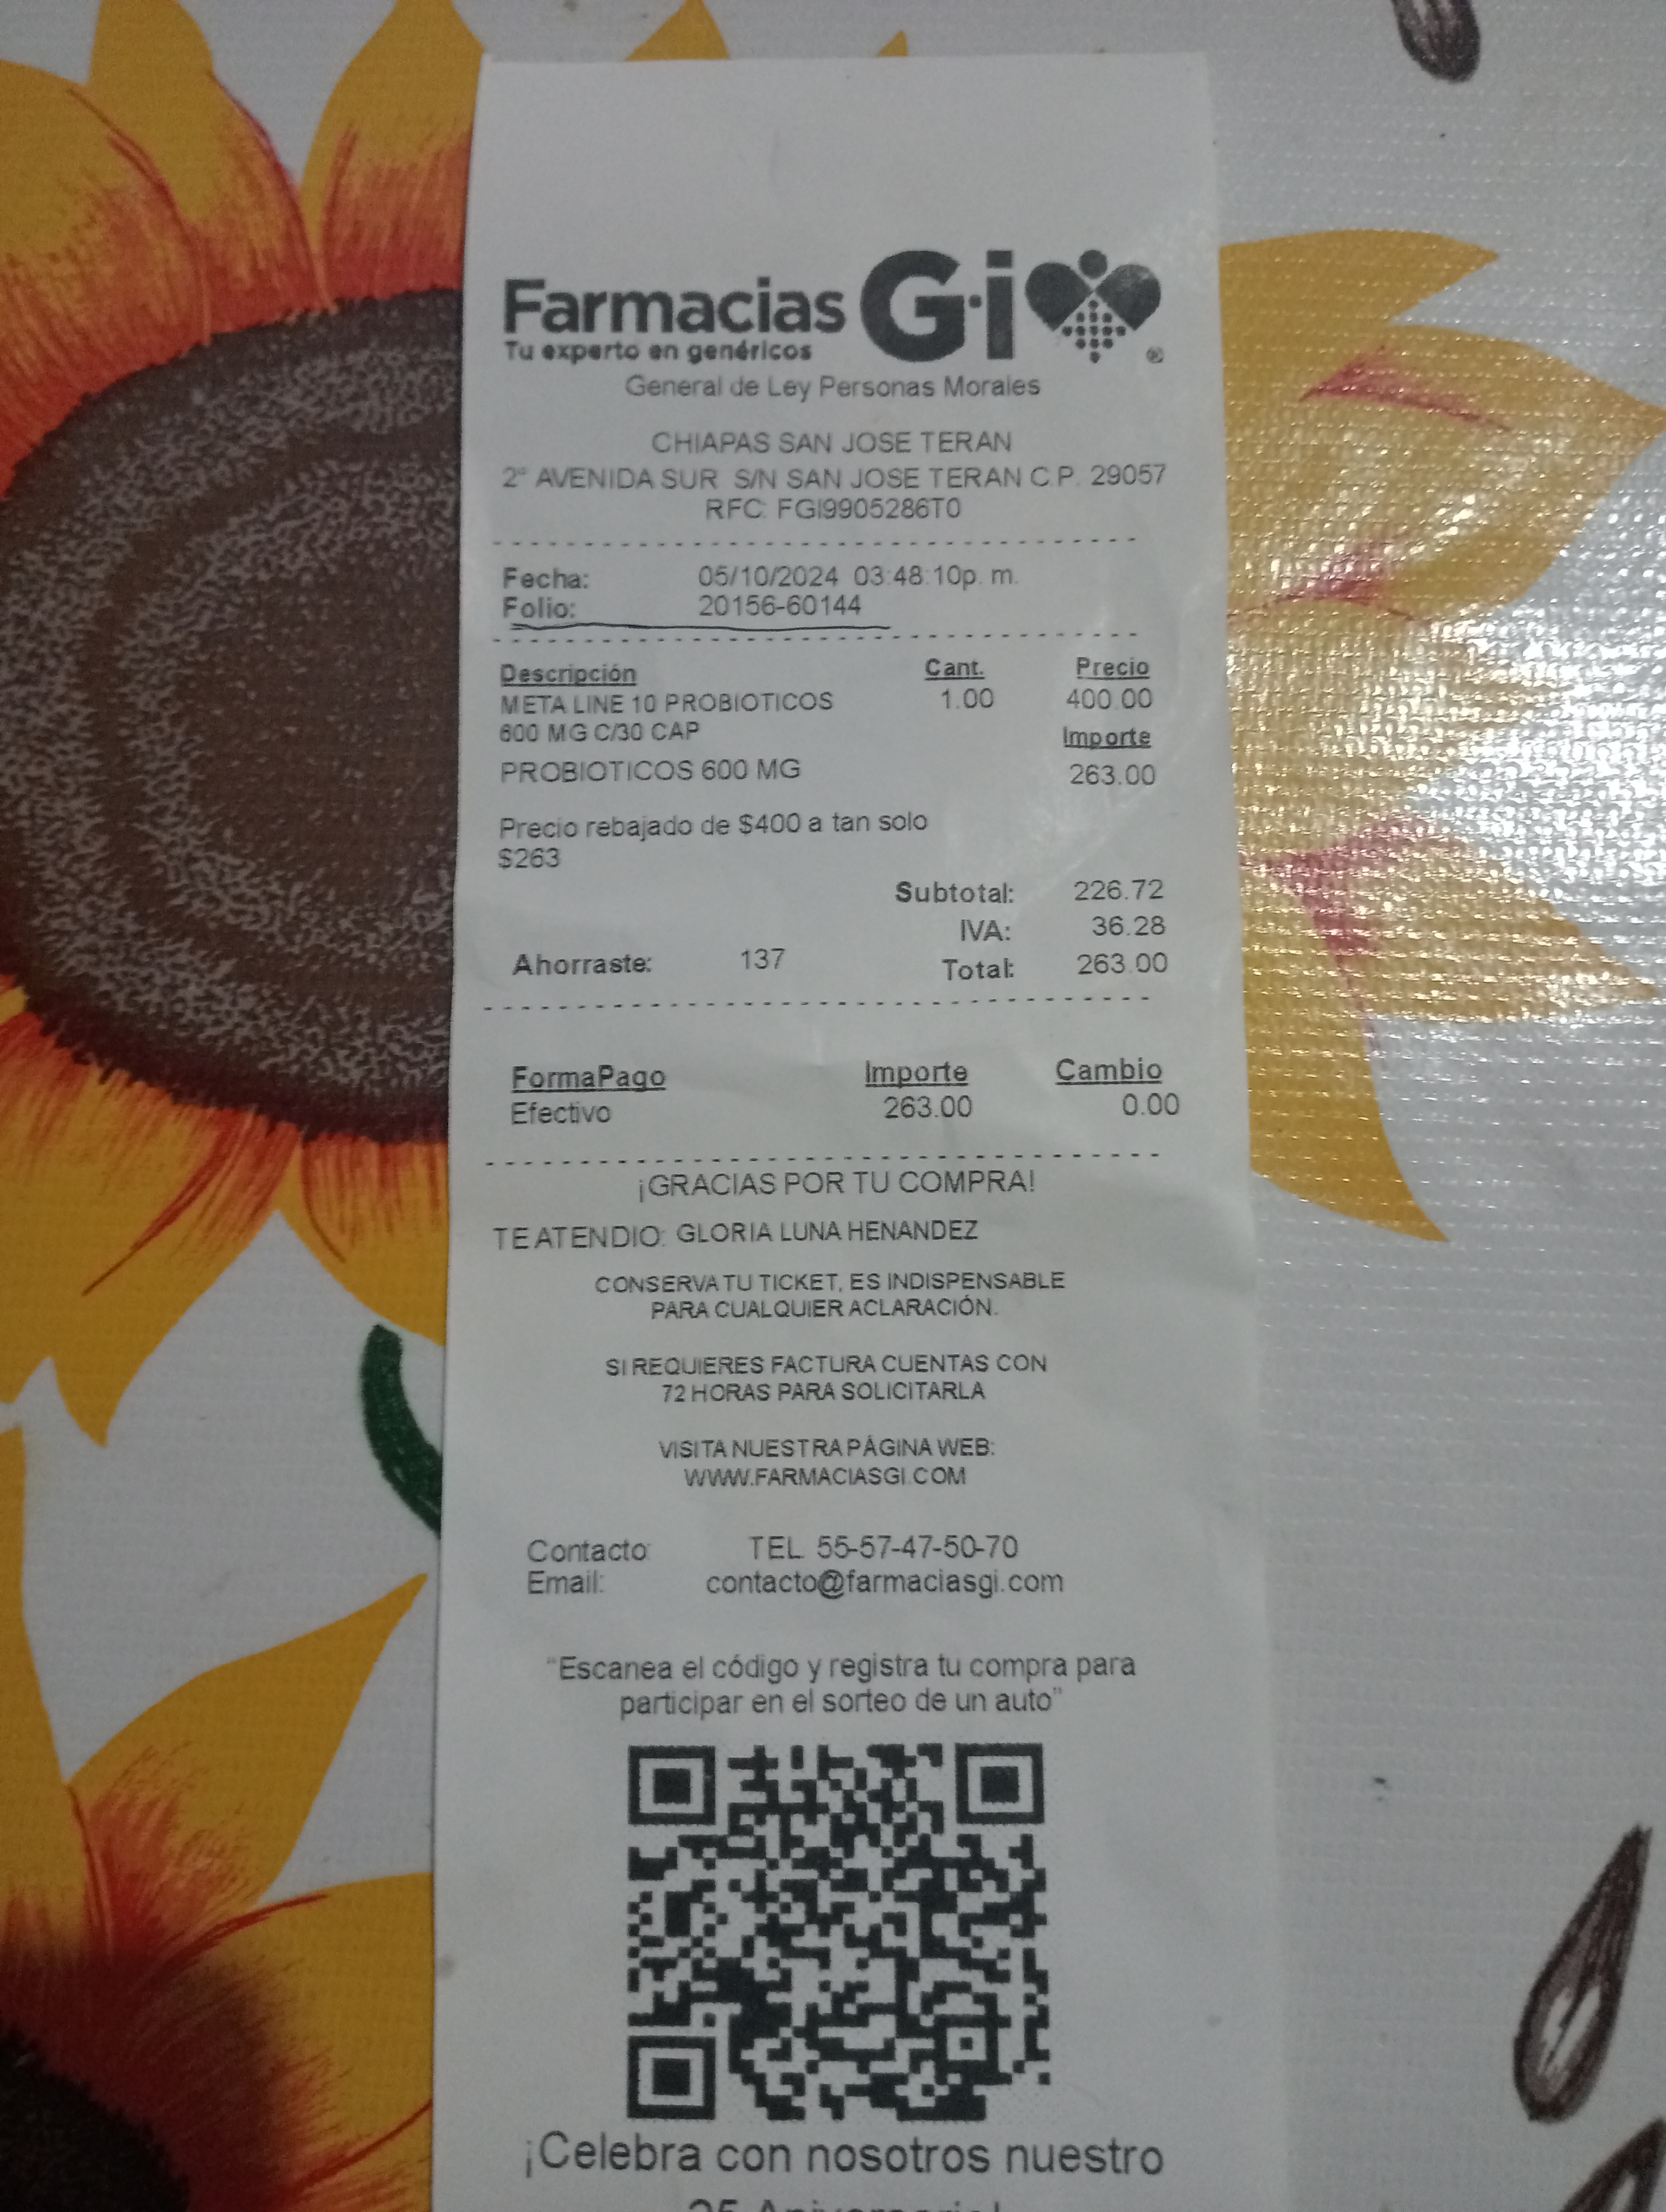 Farmacias G·i
Tu experto en genéricos
®
General de Ley Personas Morales
CHIAPAS SAN JOSE TERAN
2ª AVENIDA SUR S/N SAN JOSE TERAN C.P. 29057
RFC: FGI9905286T0
Fecha: 05/10/2024 03:48:10p. m.
Folio: 20156-60144
Descripción Cant. Precio
META LINE 10 PROBIOTICOS 1.00 400.00
600 MG C/30 CAP Importe
PROBIOTICOS 600 MG 263.00
Precio rebajado de $400 a tan solo
$263
Subtotal: 226.72
IVA: 36.28
Ahorraste: 137 Total: 263.00
FormaPago Importe Cambio
Efectivo 263.00 0.00
¡GRACIAS POR TU COMPRA!
TE ATENDIO: GLORIA LUNA HENANDEZ
CONSERVA TU TICKET, ES INDISPENSABLE
PARA CUALQUIER ACLARACIÓN.
SI REQUIERES FACTURA CUENTAS CON
72 HORAS PARA SOLICITARLA
VISITA NUESTRA PÁGINA WEB:
WWW.FARMACIASGI.COM
Contacto: TEL. 55-57-47-50-70
Email: contacto@farmaciasgi.com
"Escanea el código y registra tu compra para
participar en el sorteo de un auto"
¡Celebra con nosotros nuestro
25 Aniversario!